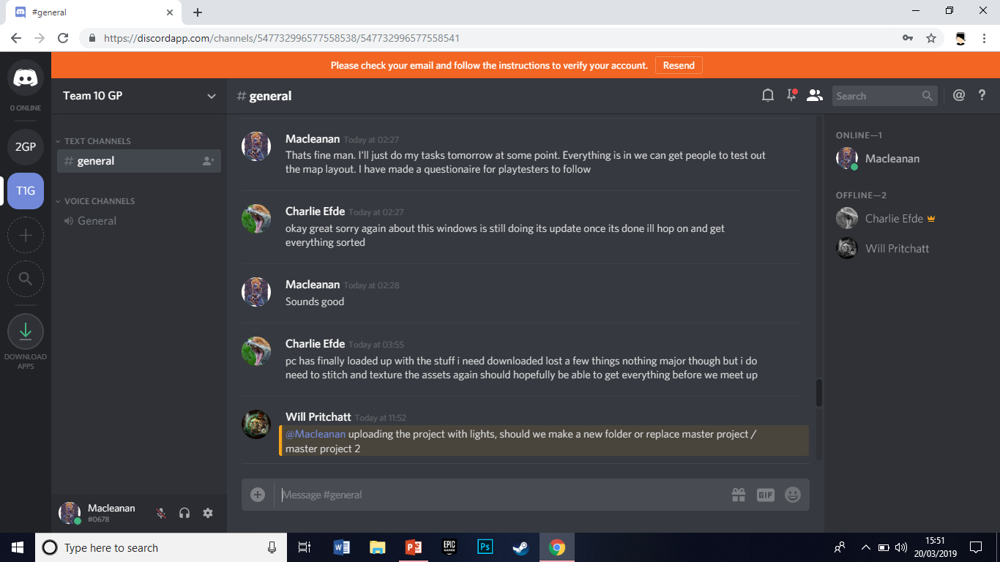 #general
https://discordapp.com/channels/547732996577558538/547732996577558541
Please check your email and follow the instructions to verify your account.
Resend
0 ONLINE
2GP
T1G
DOWNLOAD
APPS
Team 10 GP
TEXT CHANNELS
# general
VOICE CHANNELS
General
Macleanan
#0678
# general
Search
@
?
Macleanan Today at 02:27
Thats fine man. I'll just do my tasks tomorrow at some point. Everything is in we can get people to test out
the map layout. I have made a questionaire for playtesters to follow
Charlie Efde Today at 02:27
okay great sorry again about this windows is still doing its update once its done ill hop on and get
everything sorted
Macleanan Today at 02:28
Sounds good
Charlie Efde Today at 03:55
pc has finally loaded up with the stuff i need downloaded lost a few things nothing major though but i do
need to stitch and texture the assets again should hopefully be able to get everything before we meet up
Will Pritchatt Today at 11:52
@Macleanan uploading the project with lights, should we make a new folder or replace master project /
master project 2
Message #general
GIF
ONLINE—1
Macleanan
OFFLINE—2
Charlie Efde
Will Pritchatt
Type here to search
W
P
EPIC
GAMES
Ps
15:51
20/03/2019